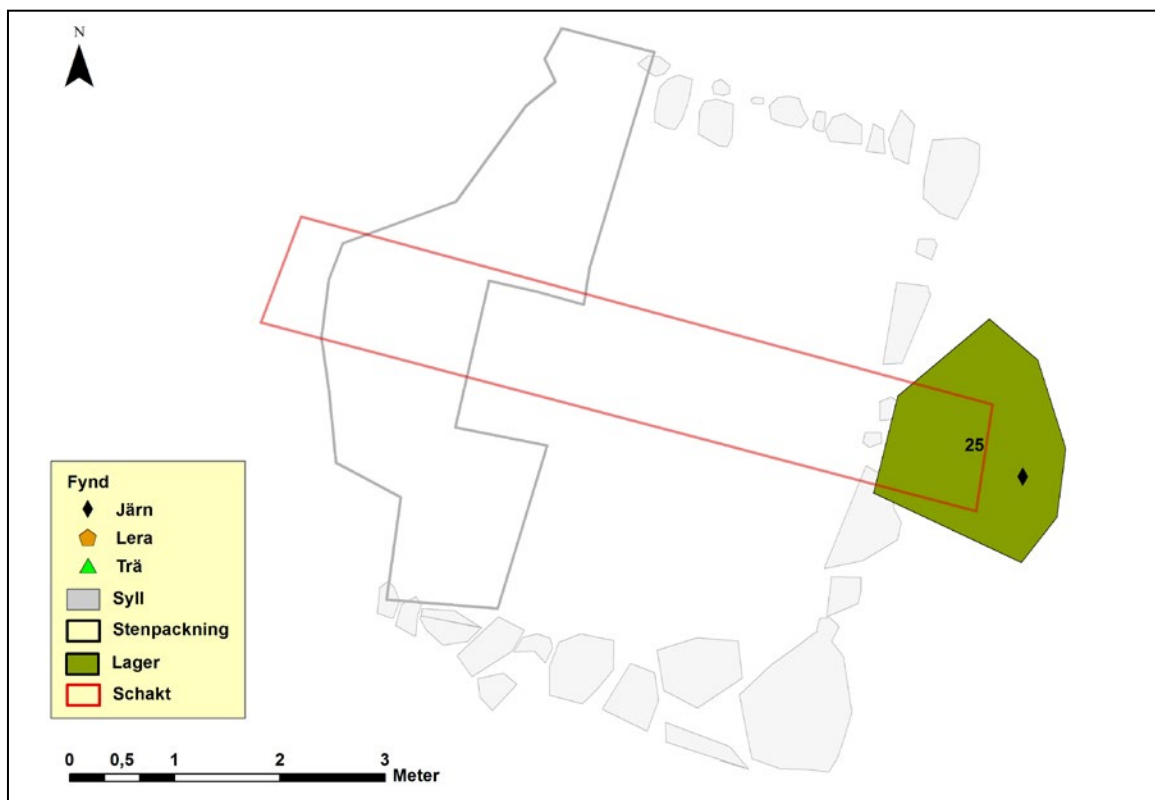 N
25
Fynd
Järn
Lera
Trä
Syll
Stenpackning
Lager
Schakt
0 0,5 1 2 3
Meter